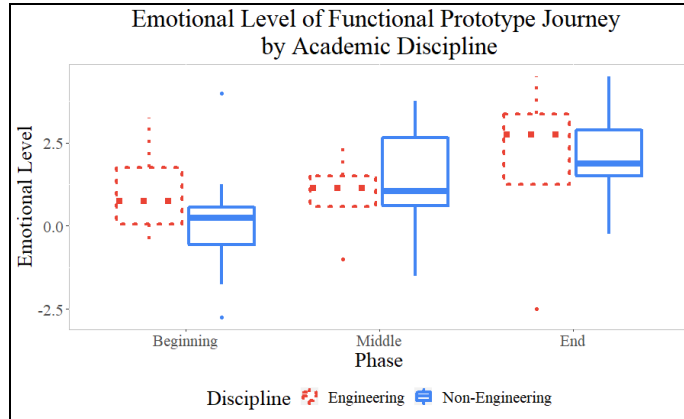 Emotional Level of Functional Prototype Journey
by Academic Discipline
Emotional Level
2.5
0.0
-2.5
Beginning
Middle
End
Phase
Discipline
Engineering
Non-Engineering